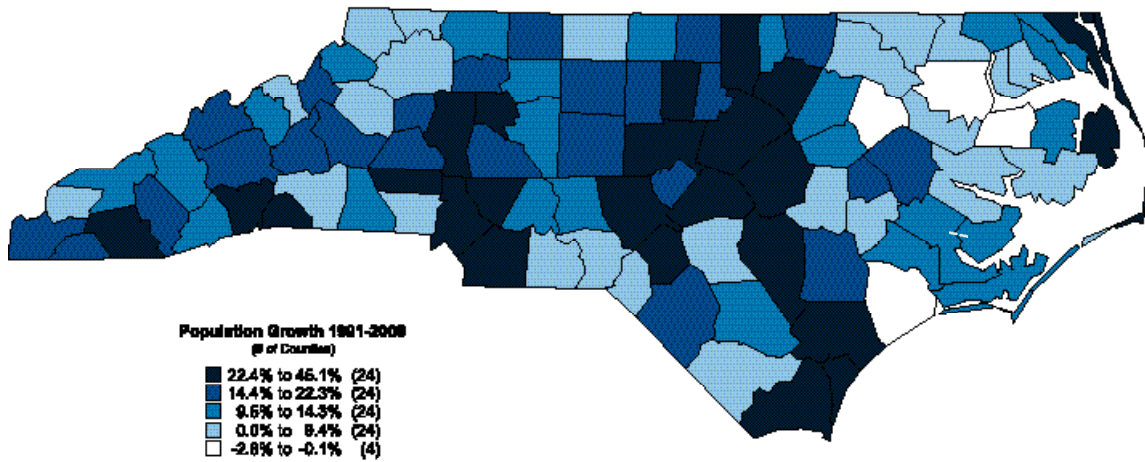 Population Growth 1991-2000
(# of Counties)
22.4% to 45.1% (24)
14.4% to 22.3% (24)
9.5% to 14.3% (24)
0.0% to 9.4% (24)
-2.8% to -0.1% (4)